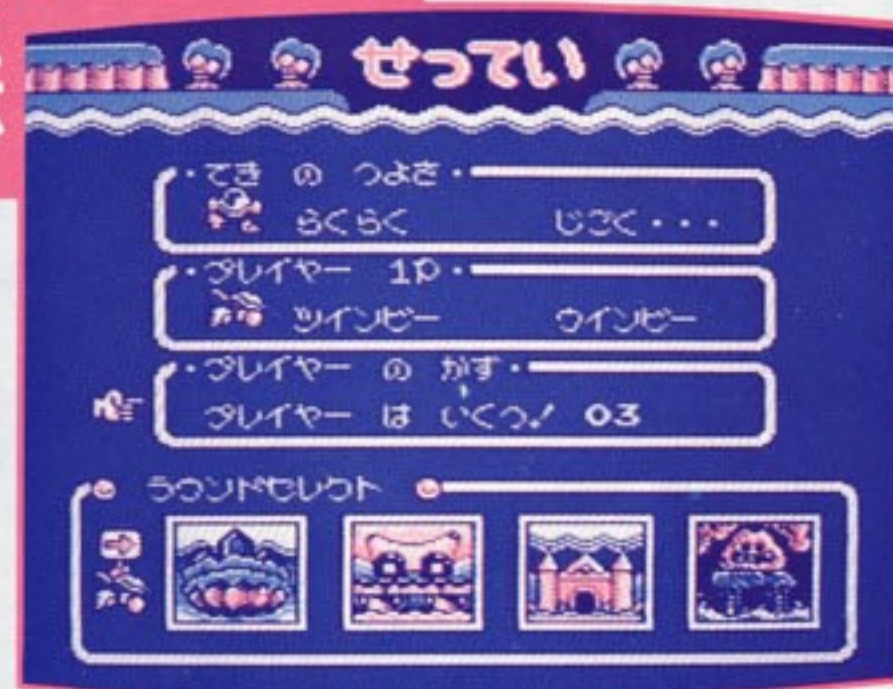 せってい
・てき の つよさ・
らくらく じごく・・・
・プレイヤー 1P・
ツインビー ウインビー
・プレイヤー の かず・
プレイヤー は いくつ! 03
ラウンドセレクト